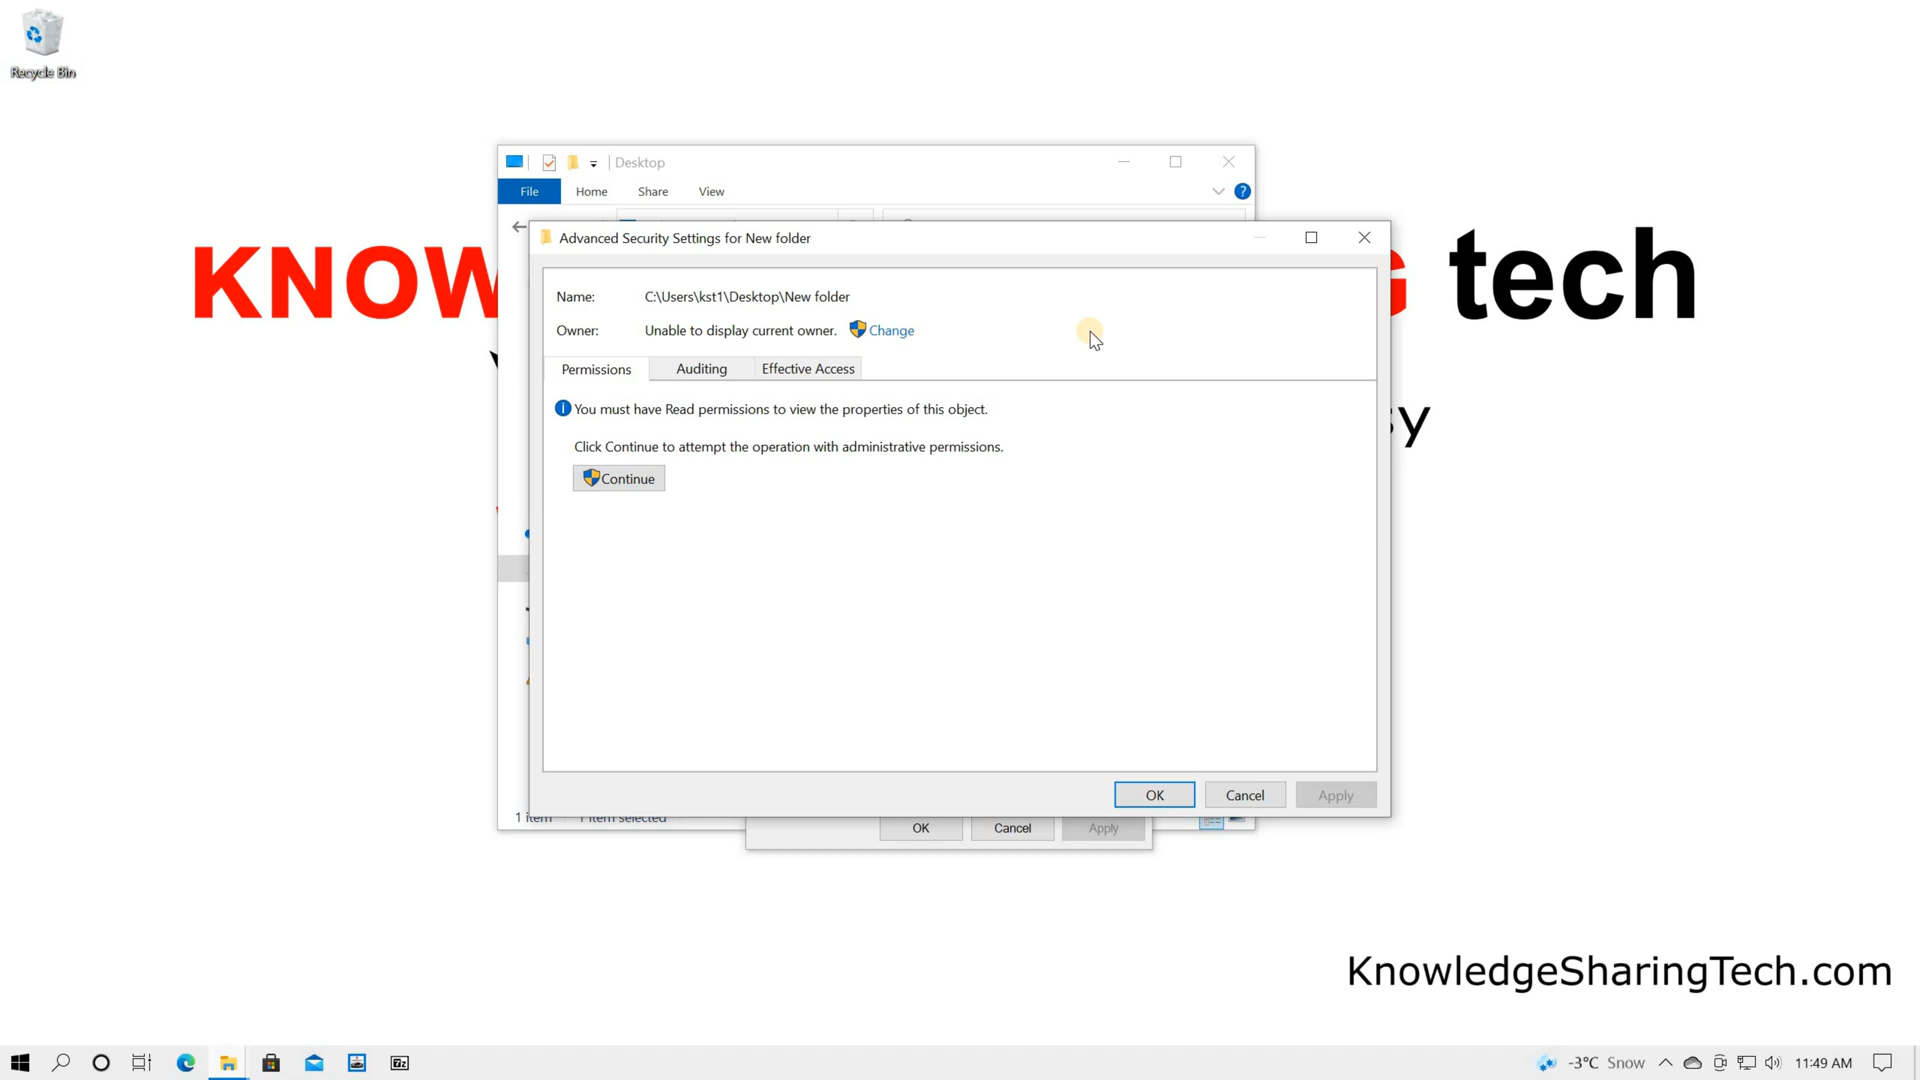 Recycle Bin
Desktop
File Home Share View
KNOW
tech
Advanced Security Settings for New folder
Name: C:\Users\kst1\Desktop\New folder
Owner: Unable to display current owner. Change
Permissions Auditing Effective Access
You must have Read permissions to view the properties of this object.
sy
Click Continue to attempt the operation with administrative permissions.
Continue
OK Cancel Apply
1 item 1 item selected
OK Cancel Apply
KnowledgeSharingTech.com
-3°C Snow 11:49 AM